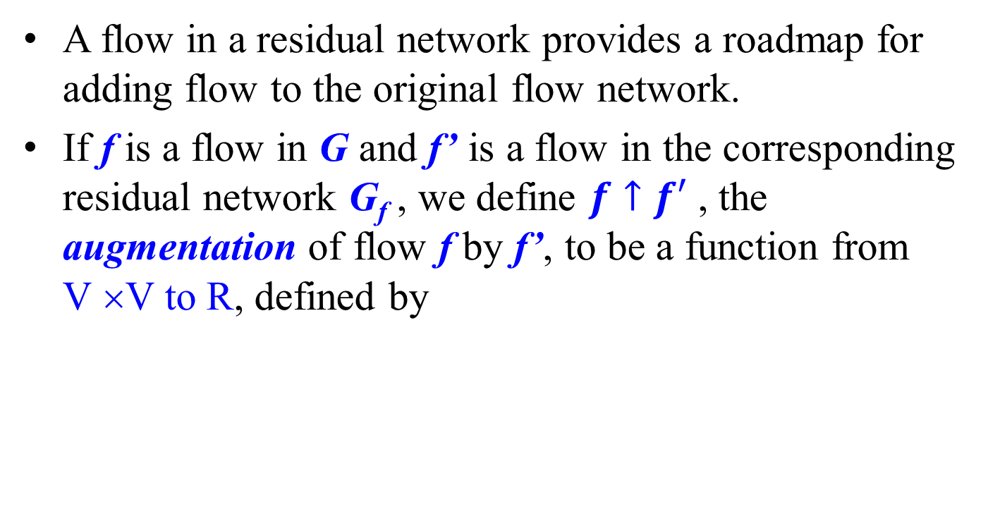 • A flow in a residual network provides a roadmap for
adding flow to the original flow network.
• If f is a flow in G and f’ is a flow in the corresponding
residual network G_f , we define f ↑ f′ , the
augmentation of flow f by f’, to be a function from
V ×V to R, defined by